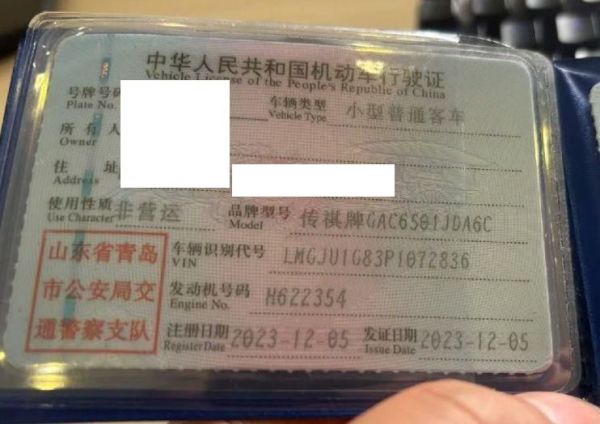 中华人民共和国机动车行驶证
Vehicle License of the People's Republic of China
号牌号码
Plate No.
车辆类型 小型普通客车
Vehicle Type
所有人
Owner
住址
Address
使用性质 非营运
Use Character
品牌型号 传祺牌GAC6501JDA6C
Model
山东省青岛
市公安局交
通警察支队
车辆识别代号 LMGJU1G83P1072836
VIN
发动机号码 H622354
Engine No.
注册日期 2023-12-05
Register Date
发证日期 2023-12-05
Issue Date